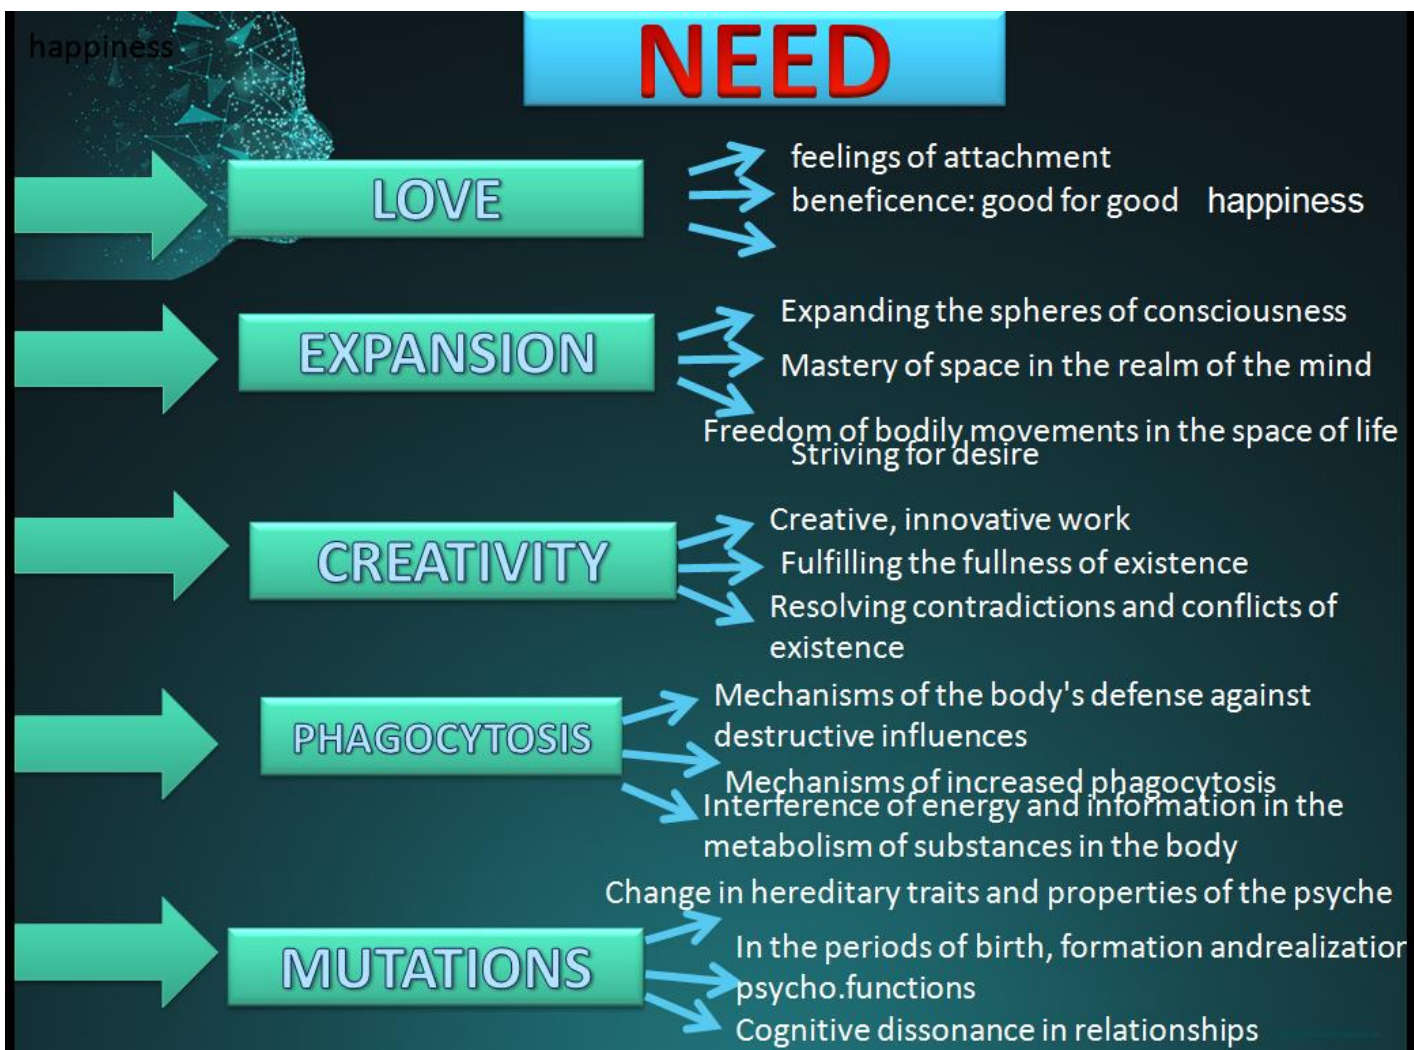 happiness
NEED
LOVE
feelings of attachment
beneficence: good for good happiness
EXPANSION
Expanding the spheres of consciousness
Mastery of space in the realm of the mind
Freedom of bodily movements in the space of life
Striving for desire
CREATIVITY
Creative, innovative work
Fulfilling the fullness of existence
Resolving contradictions and conflicts of
existence
PHAGOCYTOSIS
Mechanisms of the body's defense against
destructive influences
Mechanisms of increased phagocytosis
Interference of energy and information in the
metabolism of substances in the body
MUTATIONS
Change in hereditary traits and properties of the psyche
In the periods of birth, formation andrealization
psycho.functions
Cognitive dissonance in relationships